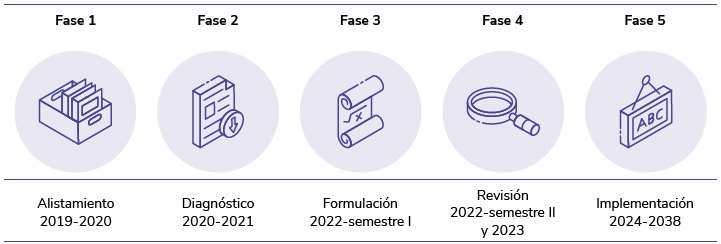 Fase 1
Fase 2
Fase 3
Fase 4
Fase 5
x
ABC
Alistamiento
2019-2020
Diagnóstico
2020-2021
Formulación
2022-semestre I
Revisión
2022-semestre II
y 2023
Implementación
2024-2038